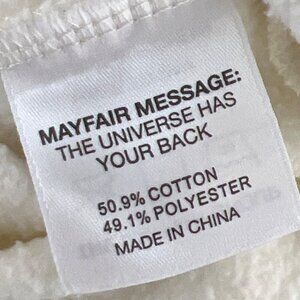 MAYFAIR MESSAGE:
THE UNIVERSE HAS
YOUR BACK
50.9% COTTON
49.1% POLYESTER
MADE IN CHINA